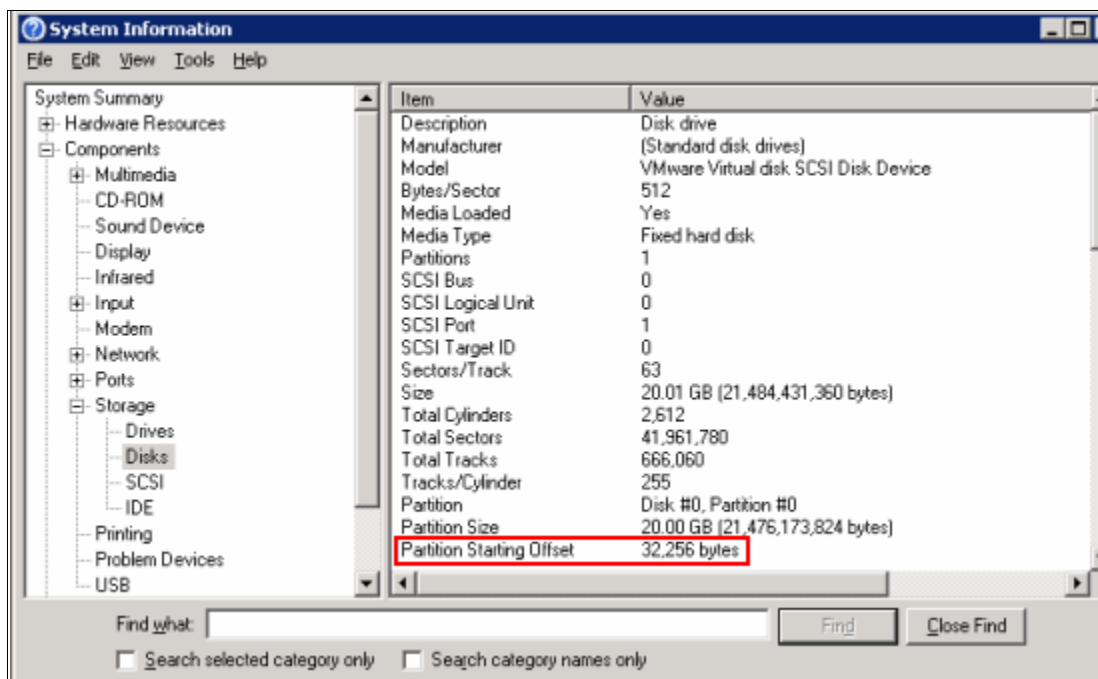 System Information
File Edit View Tools Help
System Summary
Hardware Resources
Components
Multimedia
CD-ROM
Sound Device
Display
Infrared
Input
Modem
Network
Ports
Storage
Drives
Disks
SCSI
IDE
Printing
Problem Devices
USB
Item Value
Description Disk drive
Manufacturer (Standard disk drives)
Model VMware Virtual disk SCSI Disk Device
Bytes/Sector 512
Media Loaded Yes
Media Type Fixed hard disk
Partitions 1
SCSI Bus 0
SCSI Logical Unit 0
SCSI Port 1
SCSI Target ID 0
Sectors/Track 63
Size 20.01 GB (21,484,431,360 bytes)
Total Cylinders 2,612
Total Sectors 41,961,780
Total Tracks 666,060
Tracks/Cylinder 255
Partition Disk #0, Partition #0
Partition Size 20.00 GB (21,476,173,824 bytes)
Partition Starting Offset 32,256 bytes
Find what: Find Close Find
Search selected category only Search category names only